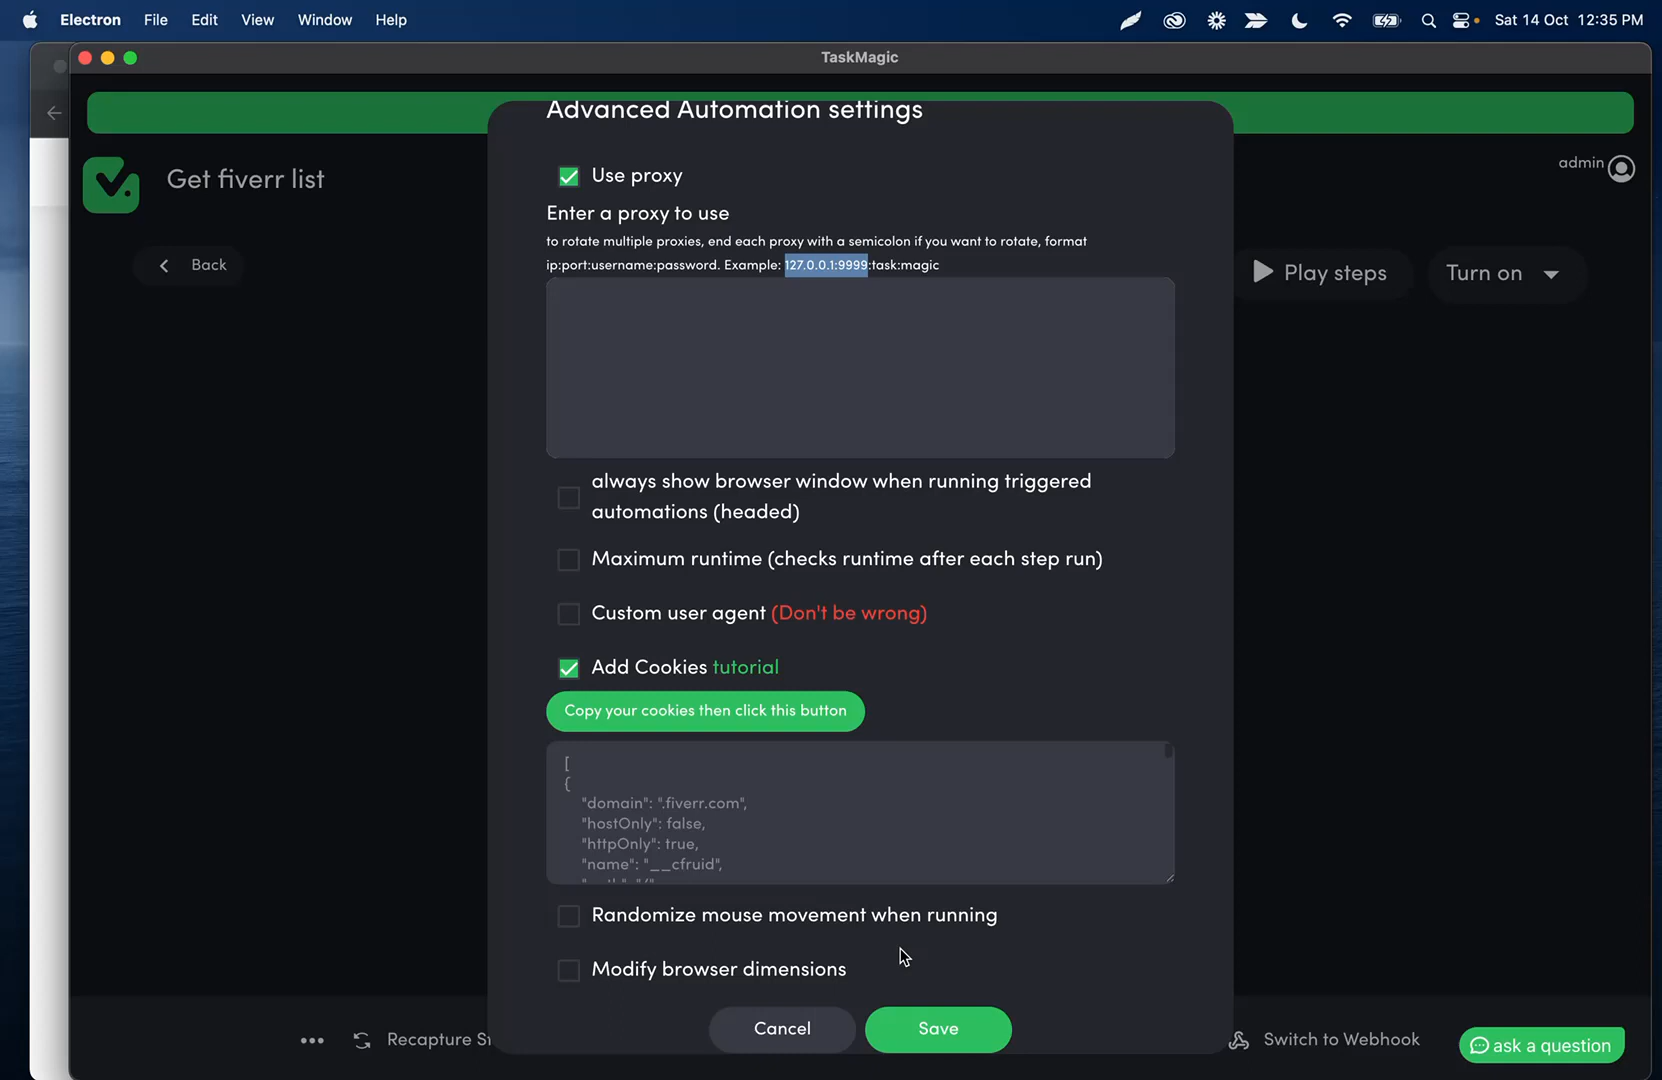 Electron File Edit View Window Help Sat 14 Oct 12:35 PM
TaskMagic
Advanced Automation settings
Get fiverr list
admin
Use proxy
Enter a proxy to use
to rotate multiple proxies, end each proxy with a semicolon if you want to rotate, format
ip:port:username:password. Example: 127.0.0.1:9999:task:magic
Back
Play steps
Turn on
always show browser window when running triggered
automations (headed)
Maximum runtime (checks runtime after each step run)
Custom user agent (Don't be wrong)
Add Cookies tutorial
Copy your cookies then click this button
[
{
"domain": ".fiverr.com",
"hostOnly": false,
"httpOnly": true,
"name": "__cfruid",
Randomize mouse movement when running
Modify browser dimensions
Cancel
Save
Recapture S
Switch to Webhook
ask a question